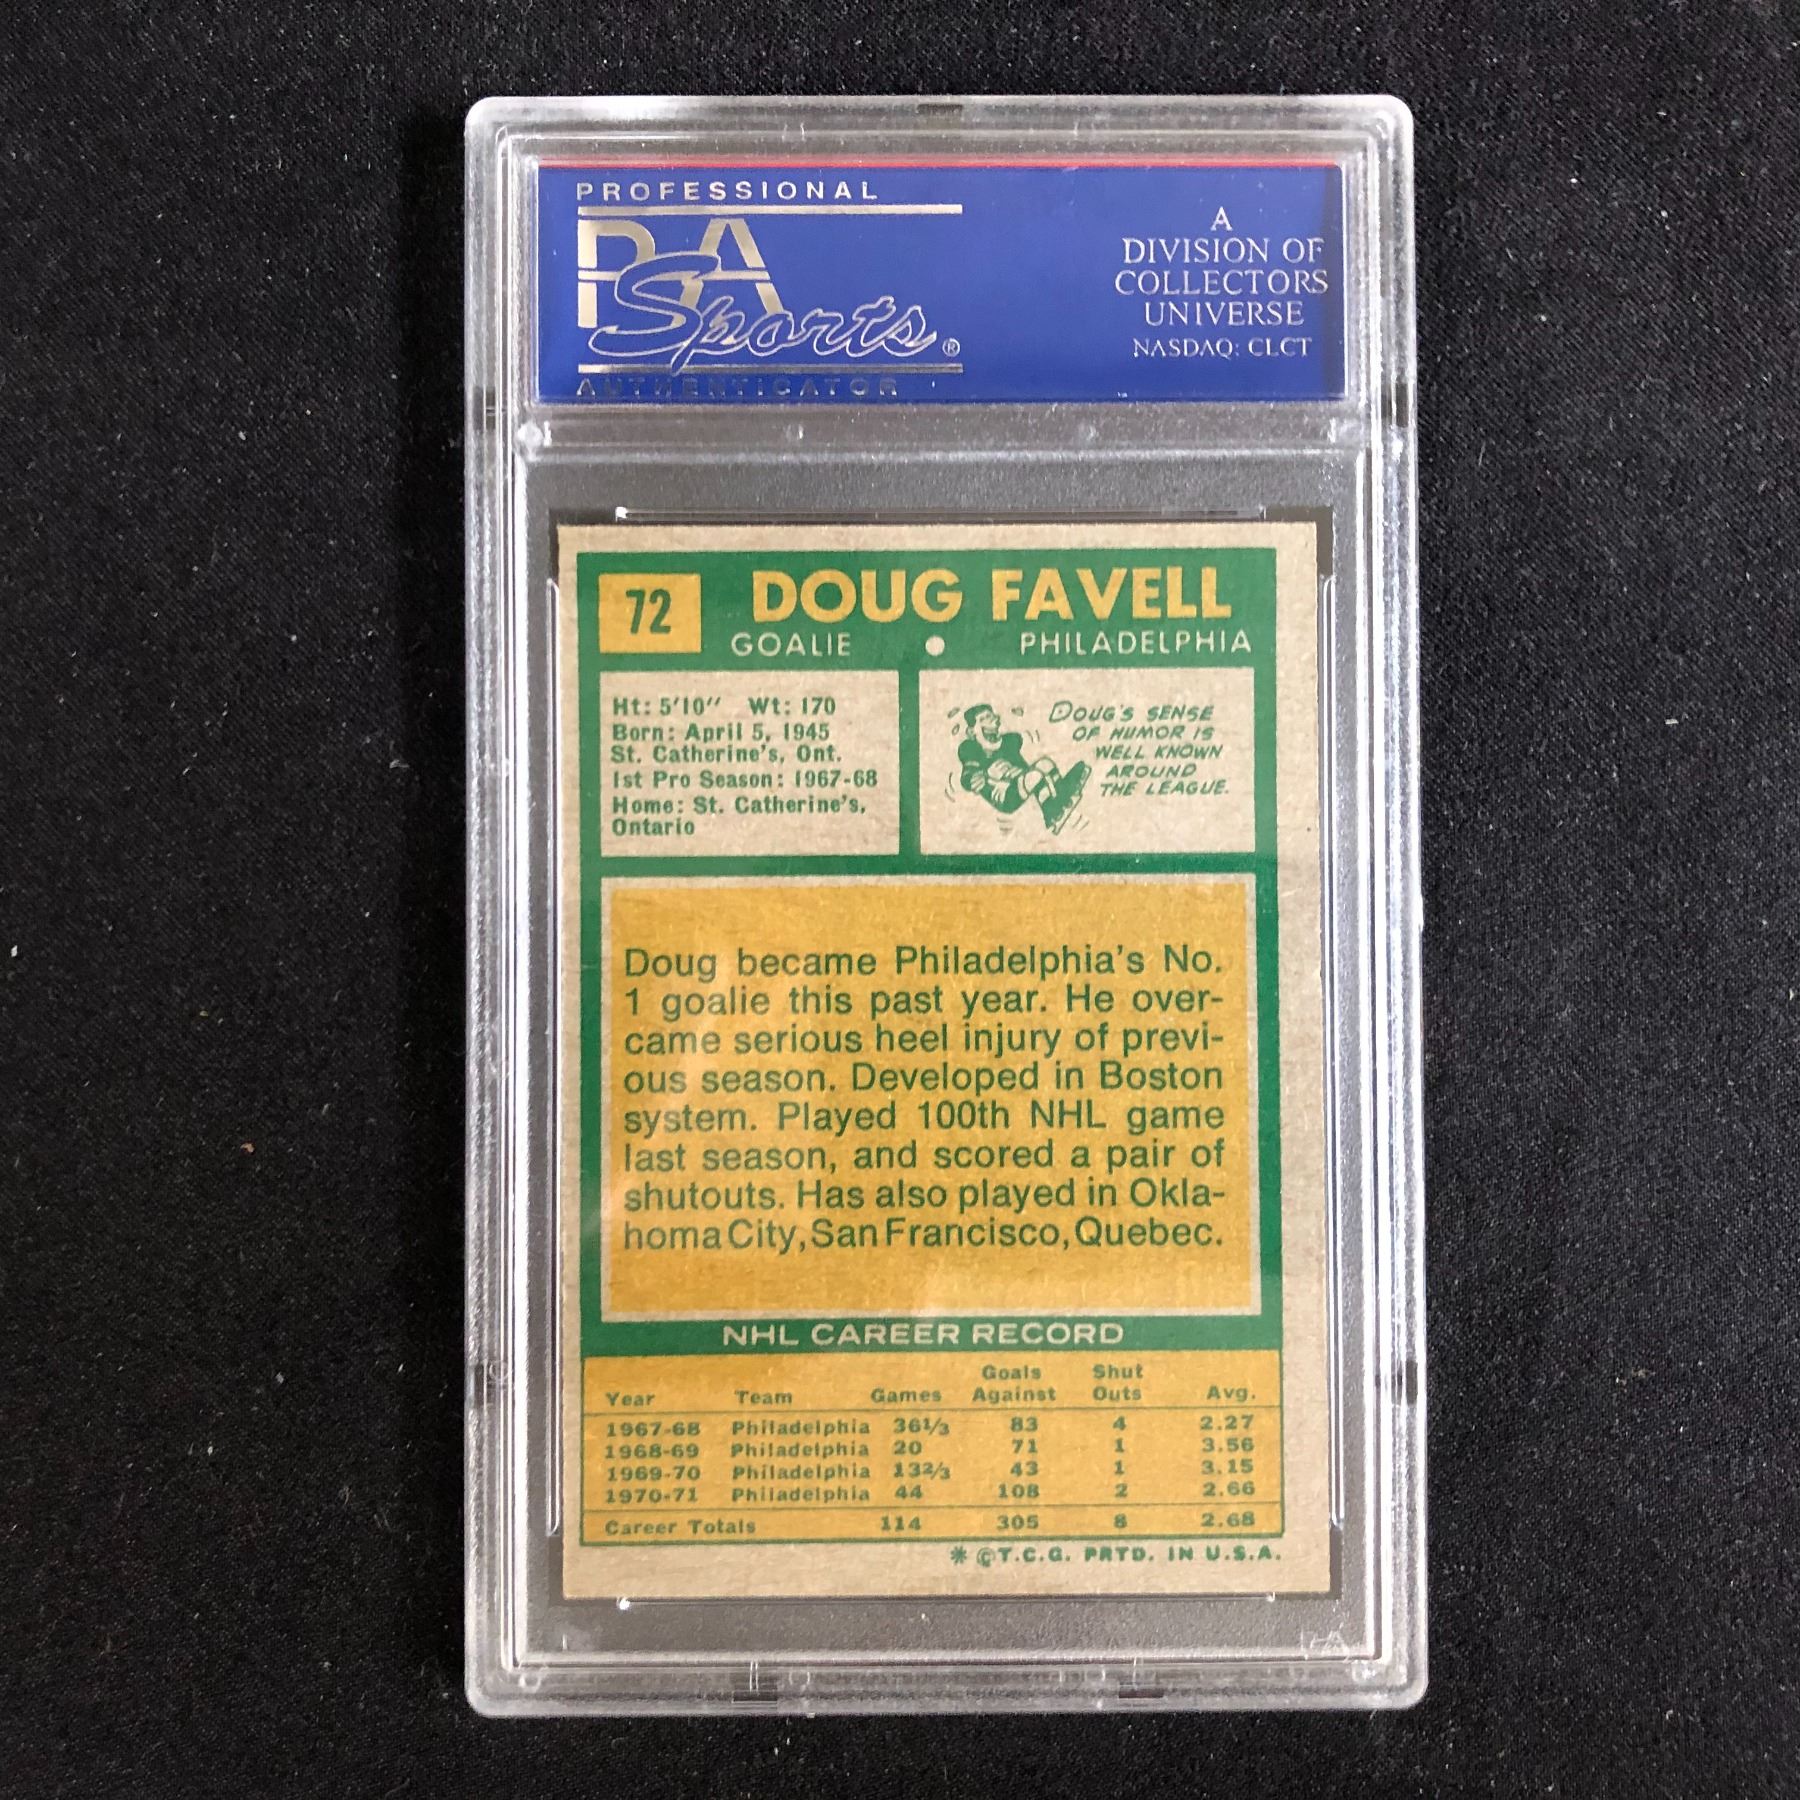 PROFESSIONAL
PSA
Sports®
AUTHENTICATOR
A
DIVISION OF
COLLECTORS
UNIVERSE
NASDAQ: CLCT
72 DOUG FAVELL
GOALIE • PHILADELPHIA
Ht: 5'10" Wt: 170
Born: April 5, 1945
St. Catherine's, Ont.
1st Pro Season: 1967-68
Home: St. Catherine's,
Ontario
DOUG'S SENSE
OF HUMOR IS
WELL KNOWN
AROUND
THE LEAGUE.
Doug became Philadelphia's No.
1 goalie this past year. He over-
came serious heel injury of previ-
ous season. Developed in Boston
system. Played 100th NHL game
last season, and scored a pair of
shutouts. Has also played in Okla-
homa City, San Francisco, Quebec.
NHL CAREER RECORD
Year Team Games Goals Against Shut Outs Avg.
1967-68 Philadelphia 36 1/3 83 4 2.27
1968-69 Philadelphia 20 71 1 3.56
1969-70 Philadelphia 13 2/3 43 1 3.15
1970-71 Philadelphia 44 108 2 2.66
Career Totals 114 305 8 2.68
* ©T.C.G. PRTD. IN U.S.A.